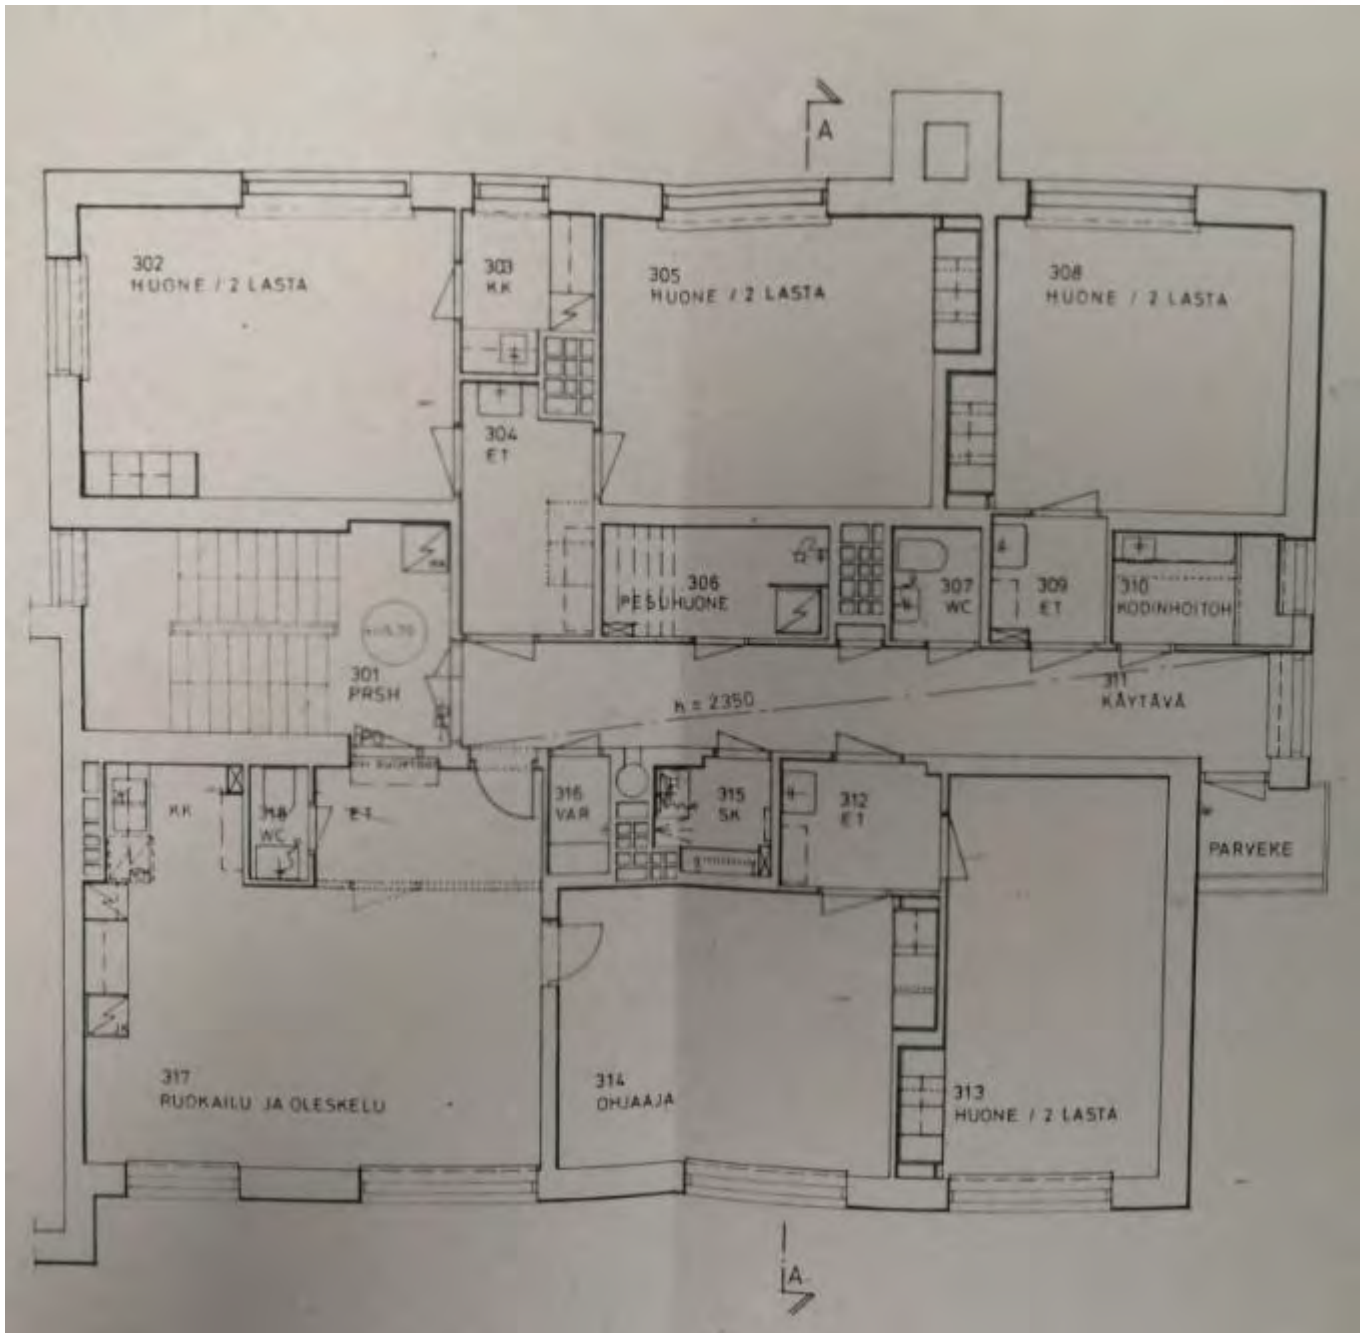 A
302
HUONE / 2 LASTA
303
KK
305
HUONE / 2 LASTA
308
HUONE / 2 LASTA
304
ET
306
PESUHUONE
307
WC
309
ET
310
KODINHOITOH
301
PRSH
PO
h = 2350
311
KÄYTÄVÄ
KK
318
WC
ET
316
VAR
315
SK
312
ET
PARVEKE
317
RUOKAILU JA OLESKELU
314
OHJAAJA
313
HUONE / 2 LASTA
A